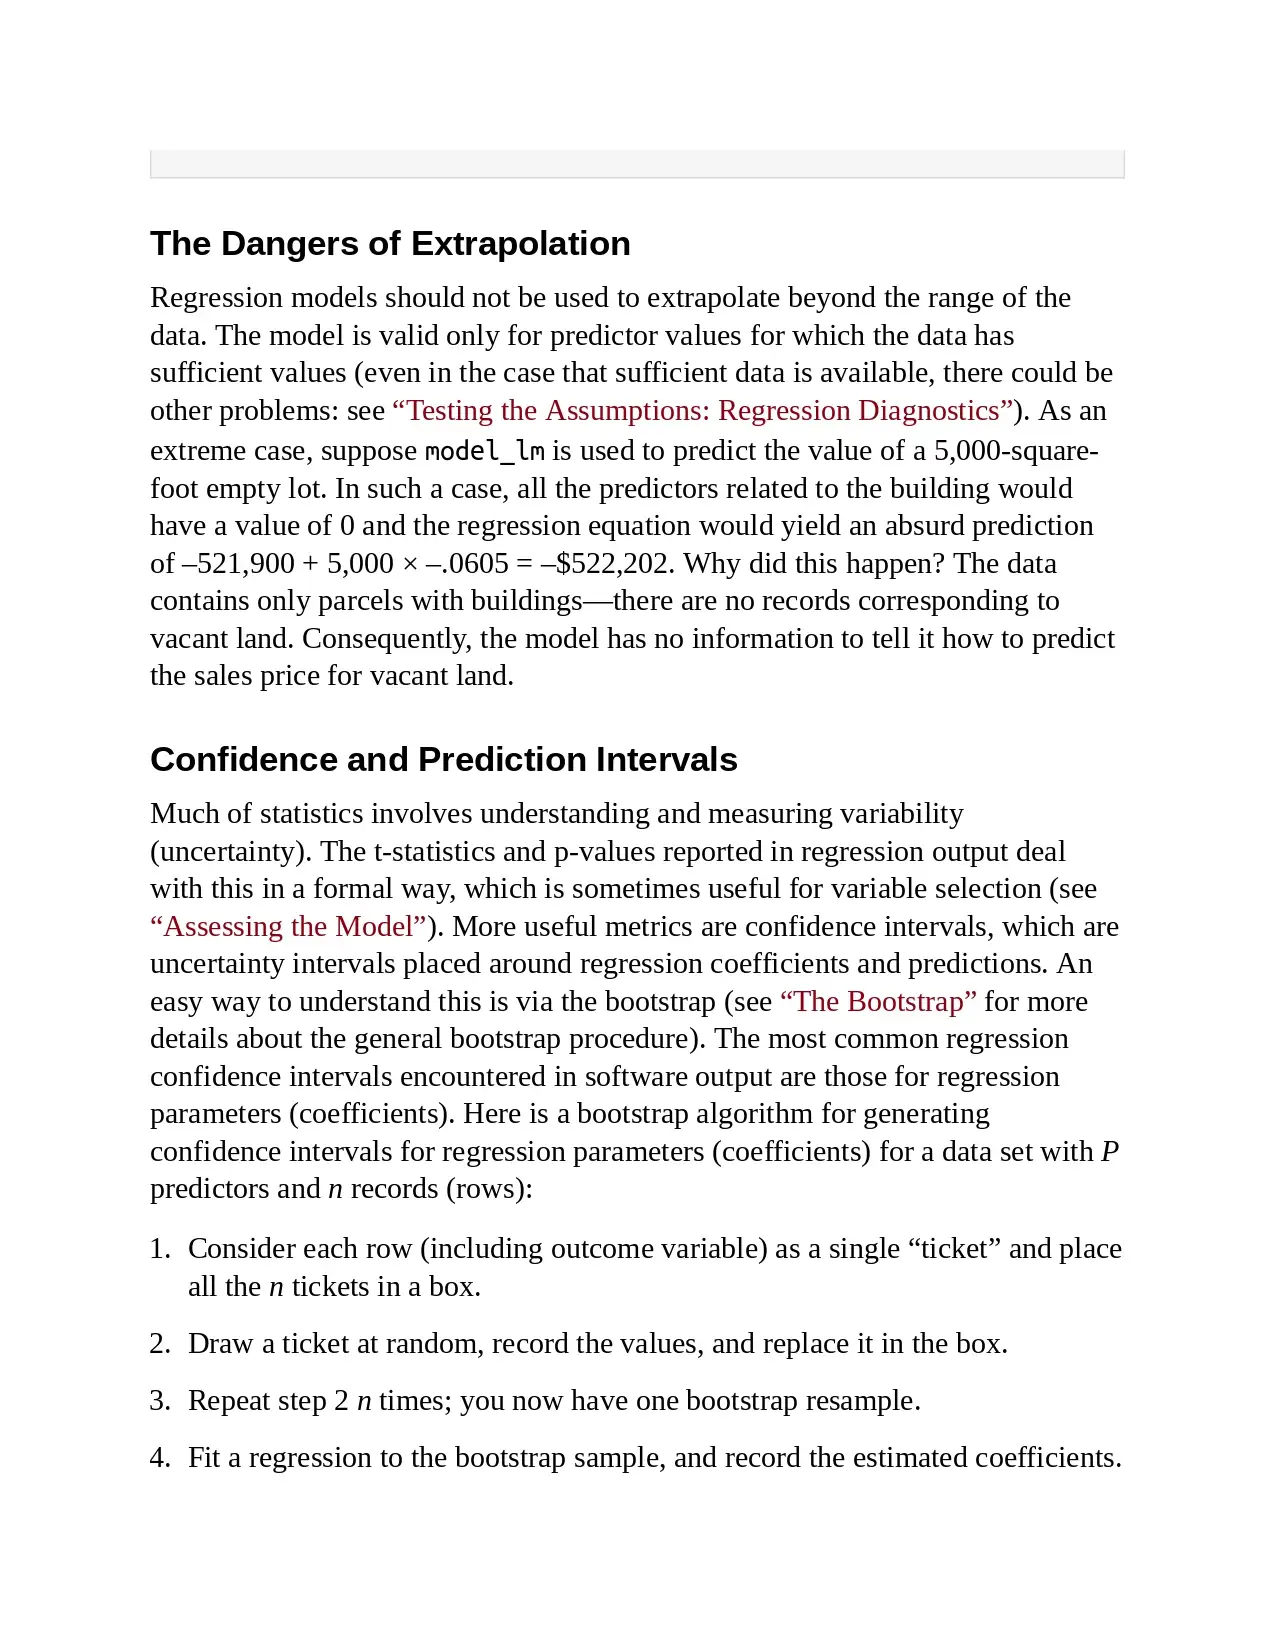 The Dangers of Extrapolation
Regression models should not be used to extrapolate beyond the range of the
data. The model is valid only for predictor values for which the data has
sufficient values (even in the case that sufficient data is available, there could be
other problems: see “Testing the Assumptions: Regression Diagnostics”). As an
extreme case, suppose model_lm is used to predict the value of a 5,000-square-
foot empty lot. In such a case, all the predictors related to the building would
have a value of 0 and the regression equation would yield an absurd prediction
of –521,900 + 5,000 × –.0605 = –$522,202. Why did this happen? The data
contains only parcels with buildings—there are no records corresponding to
vacant land. Consequently, the model has no information to tell it how to predict
the sales price for vacant land.
Confidence and Prediction Intervals
Much of statistics involves understanding and measuring variability
(uncertainty). The t-statistics and p-values reported in regression output deal
with this in a formal way, which is sometimes useful for variable selection (see
“Assessing the Model”). More useful metrics are confidence intervals, which are
uncertainty intervals placed around regression coefficients and predictions. An
easy way to understand this is via the bootstrap (see “The Bootstrap” for more
details about the general bootstrap procedure). The most common regression
confidence intervals encountered in software output are those for regression
parameters (coefficients). Here is a bootstrap algorithm for generating
confidence intervals for regression parameters (coefficients) for a data set with P
predictors and n records (rows):
1. Consider each row (including outcome variable) as a single “ticket” and place
all the n tickets in a box.
2. Draw a ticket at random, record the values, and replace it in the box.
3. Repeat step 2 n times; you now have one bootstrap resample.
4. Fit a regression to the bootstrap sample, and record the estimated coefficients.